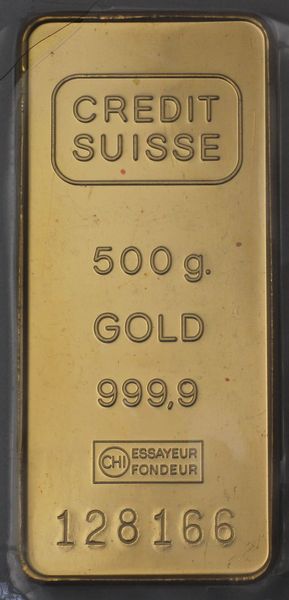 CREDIT
SUISSE
500 g.
GOLD
999,9
CHI ESSAYEUR
FONDEUR
128166